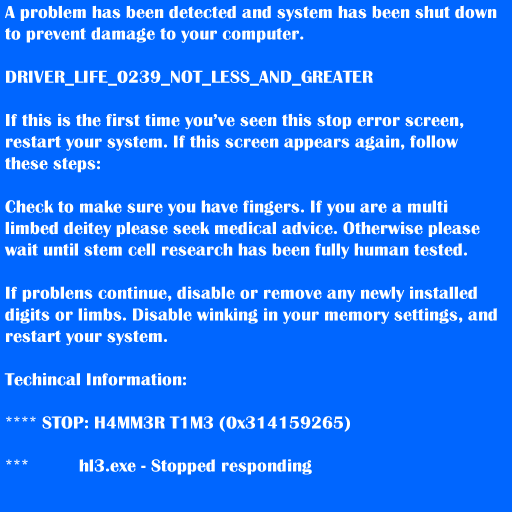 A problem has been detected and system has been shut down
to prevent damage to your computer.
DRIVER_LIFE_0239_NOT_LESS_AND_GREATER
If this is the first time you've seen this stop error screen,
restart your system. If this screen appears again, follow
these steps:
Check to make sure you have fingers. If you are a multi
limbed deitey please seek medical advice. Otherwise please
wait until stem cell research has been fully human tested.
If problens continue, disable or remove any newly installed
digits or limbs. Disable winking in your memory settings, and
restart your system.
Techincal Information:
**** STOP: H4MM3R T1M3 (0x314159265)
*** hl3.exe - Stopped responding